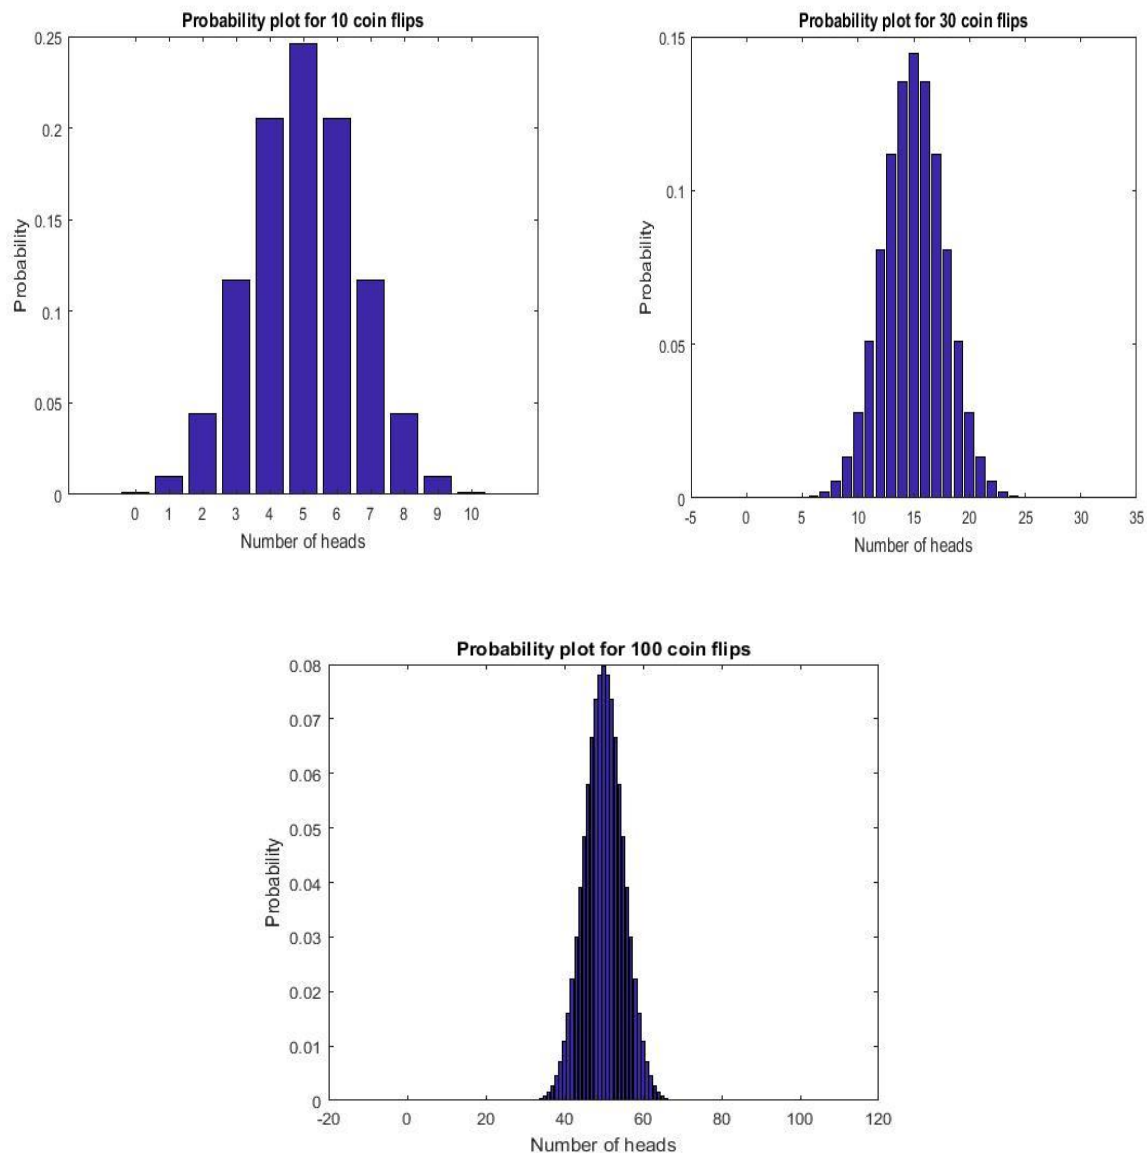 Probability plot for 10 coin flips
0.25
0.2
0.15
0.1
0.05
0
Probability
0 1 2 3 4 5 6 7 8 9 10
Number of heads
Probability plot for 30 coin flips
0.15
0.1
0.05
0
Probability
-5 0 5 10 15 20 25 30 35
Number of heads
Probability plot for 100 coin flips
0.08
0.07
0.06
0.05
0.04
0.03
0.02
0.01
0
Probability
-20 0 20 40 60 80 100 120
Number of heads